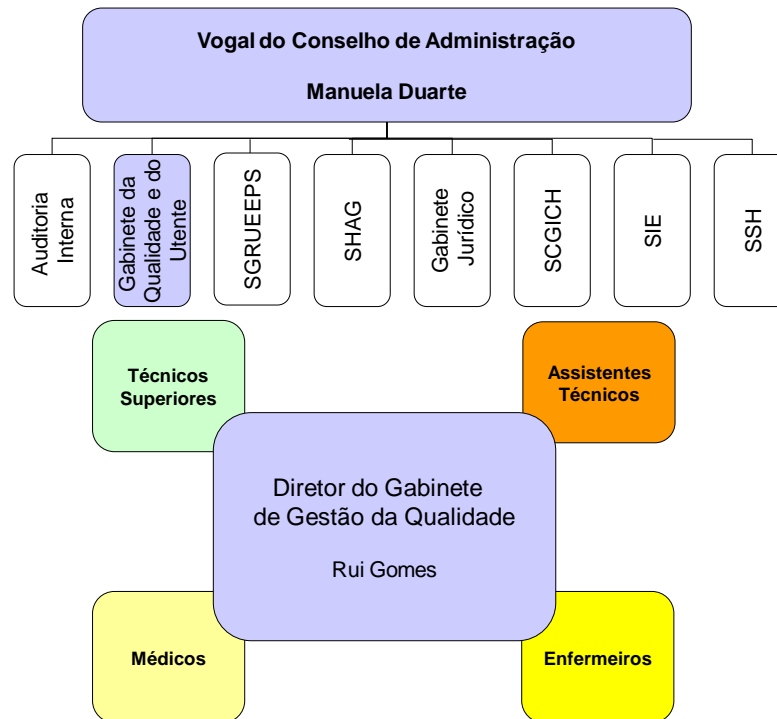 Vogal do Conselho de Administração
Manuela Duarte
Auditoria
Interna
Gabinete da
Qualidade e do
Utente
SGRUEEPS
SHAG
Gabinete
Jurídico
SCGICH
SIE
SSH
Técnicos
Superiores
Assistentes
Técnicos
Diretor do Gabinete
de Gestão da Qualidade
Rui Gomes
Médicos
Enfermeiros